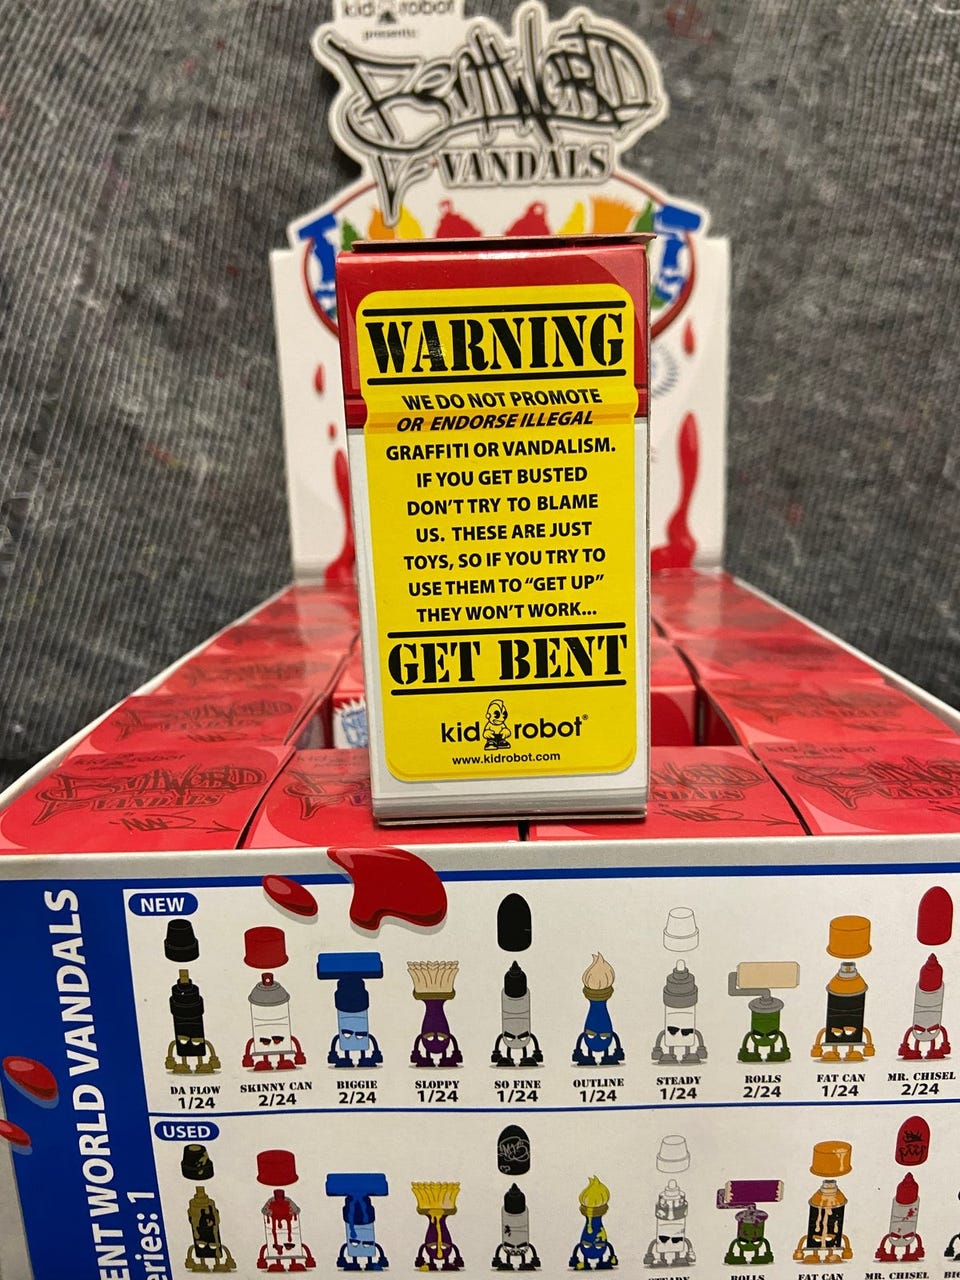 kidrobot
presents
BENTWORLD
VANDALS
WARNING
WE DO NOT PROMOTE
OR ENDORSE ILLEGAL
GRAFFITI OR VANDALISM.
IF YOU GET BUSTED
DON'T TRY TO BLAME
US. THESE ARE JUST
TOYS, SO IF YOU TRY TO
USE THEM TO "GET UP"
THEY WON'T WORK...
GET BENT
kidrobot®
www.kidrobot.com
ENT WORLD VANDALS
eries: 1
NEW
DA FLOW
1/24
SKINNY CAN
2/24
BIGGIE
2/24
SLOPPY
1/24
SO FINE
1/24
OUTLINE
1/24
STEADY
1/24
ROLLS
2/24
FAT CAN
1/24
MR. CHISEL
2/24
USED
STEADY
ROLLS
FAT CAN
MR. CHISEL